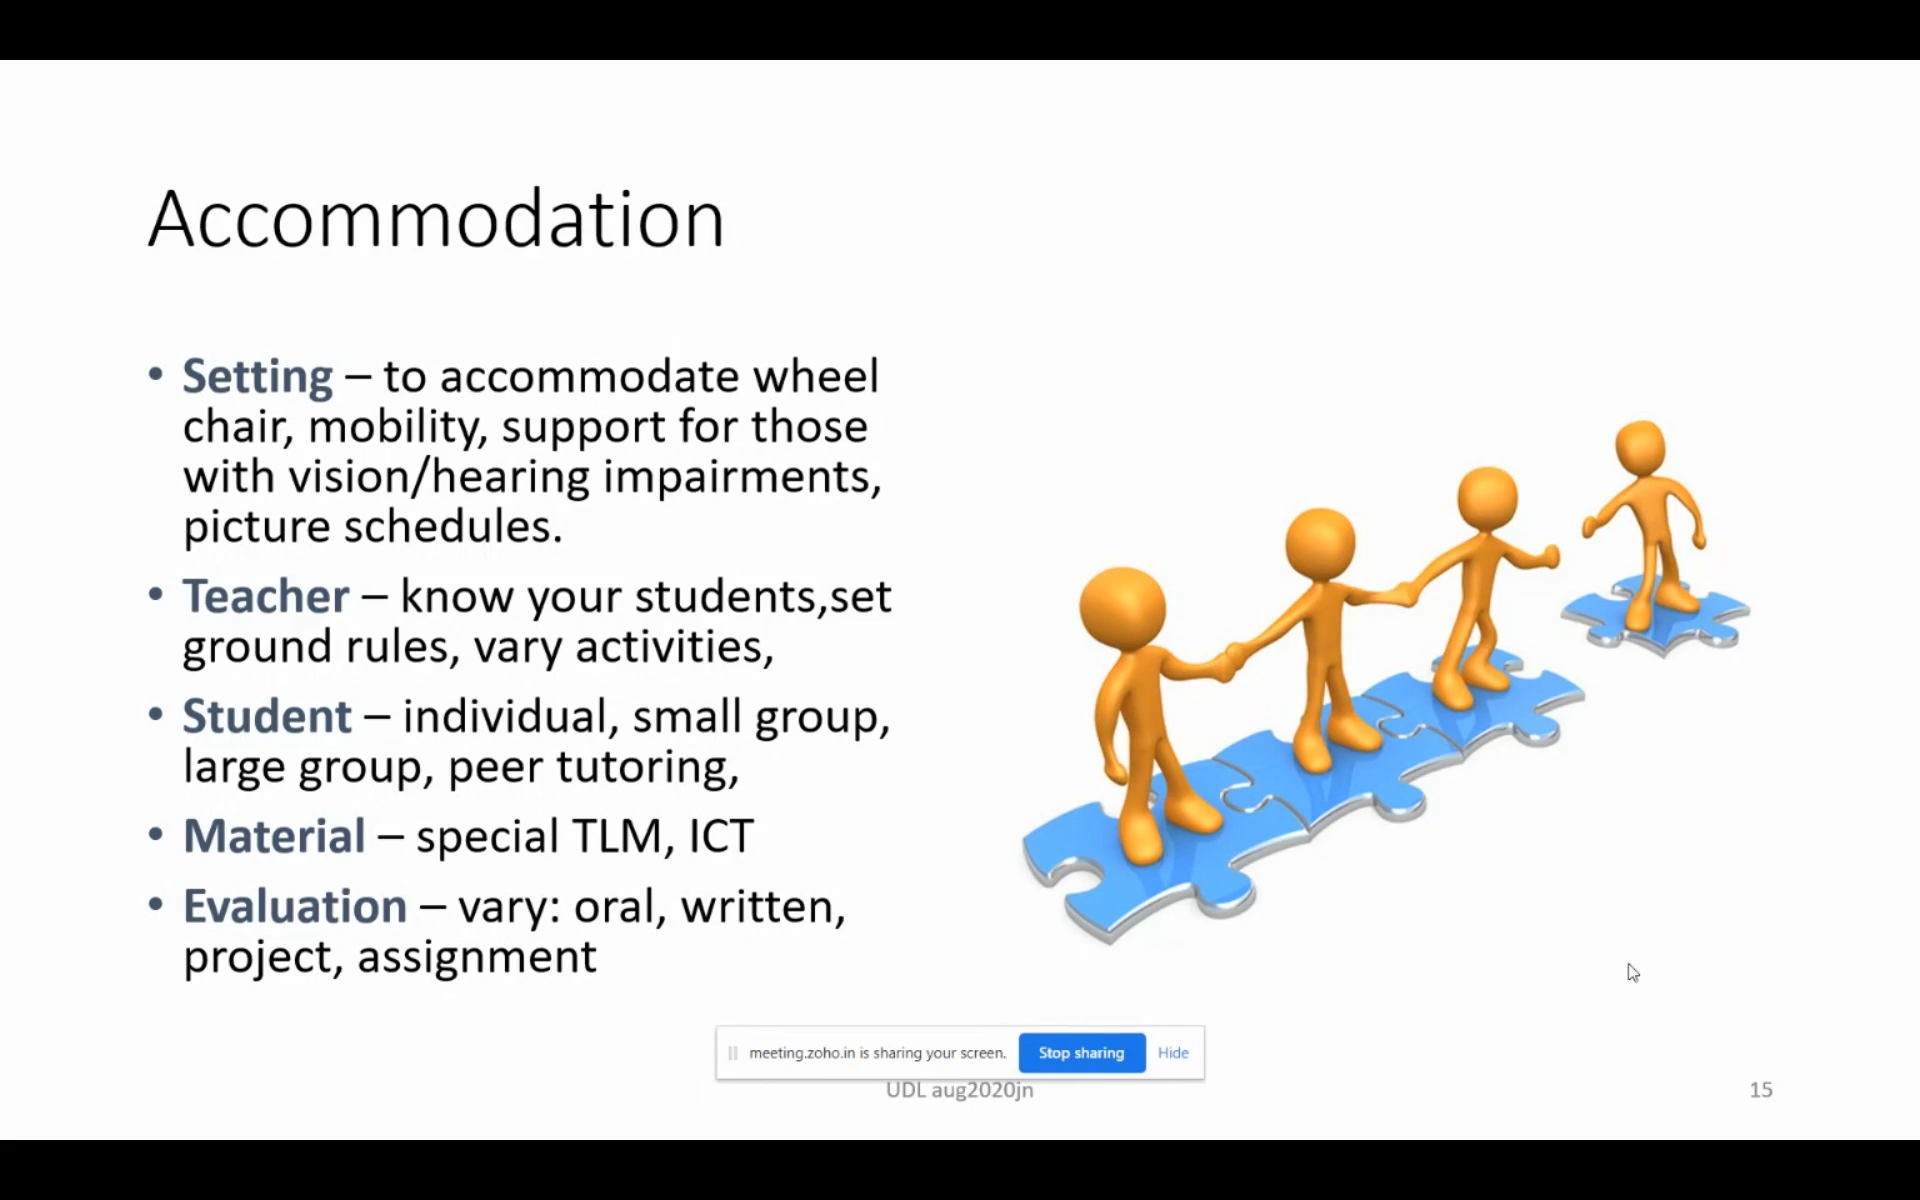 Accommodation
• Setting – to accommodate wheel
chair, mobility, support for those
with vision/hearing impairments,
picture schedules.
• Teacher – know your students,set
ground rules, vary activities,
• Student – individual, small group,
large group, peer tutoring,
• Material – special TLM, ICT
• Evaluation – vary: oral, written,
project, assignment
meeting.zoho.in is sharing your screen. Stop sharing Hide
UDL aug2020jn 15